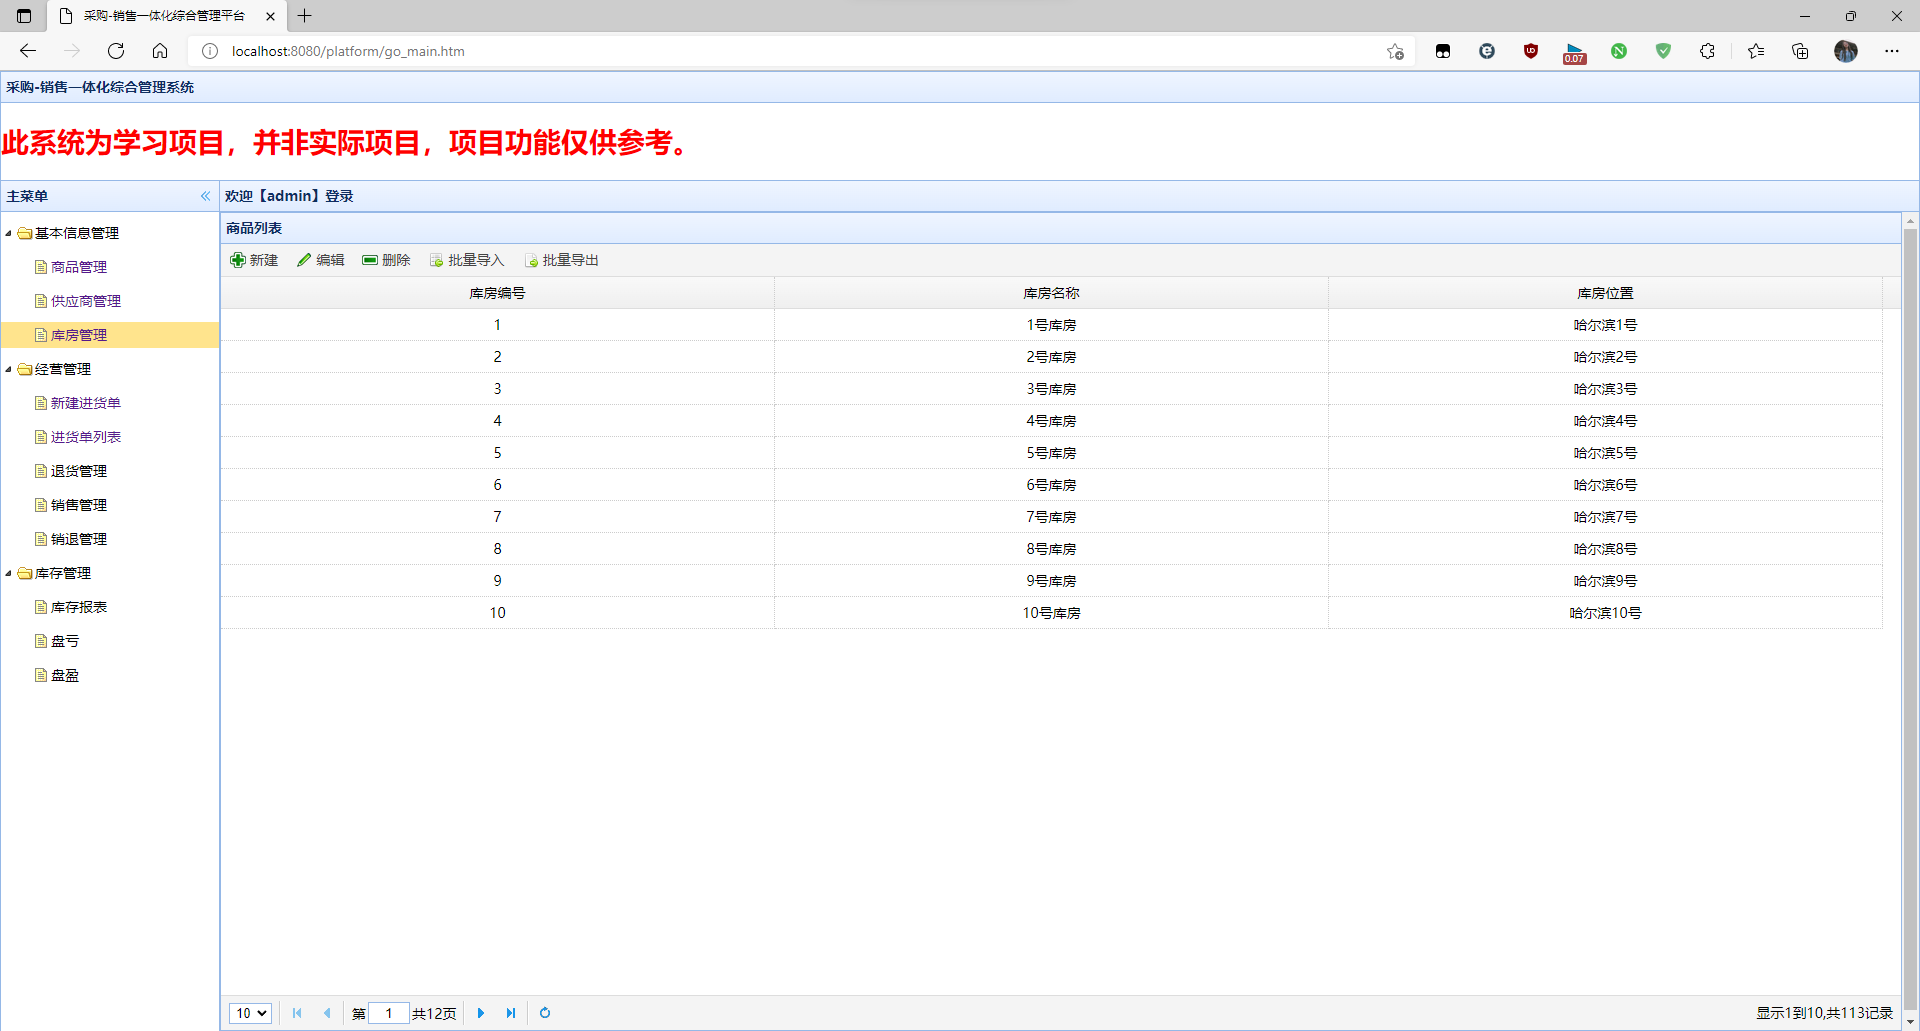 采购-销售一体化综合管理平台
localhost:8080/platform/go_main.htm
0.07
采购-销售一体化综合管理系统
此系统为学习项目，并非实际项目，项目功能仅供参考。
主菜单
欢迎【admin】登录
基本信息管理
商品管理
供应商管理
库房管理
经营管理
新建进货单
进货单列表
退货管理
销售管理
销退管理
库存管理
库存报表
盘亏
盘盈
商品列表
新建 编辑 删除 批量导入 批量导出
库房编号 库房名称 库房位置
1 1号库房 哈尔滨1号
2 2号库房 哈尔滨2号
3 3号库房 哈尔滨3号
4 4号库房 哈尔滨4号
5 5号库房 哈尔滨5号
6 6号库房 哈尔滨6号
7 7号库房 哈尔滨7号
8 8号库房 哈尔滨8号
9 9号库房 哈尔滨9号
10 10号库房 哈尔滨10号
10 第 1 共12页 显示1到10,共113记录